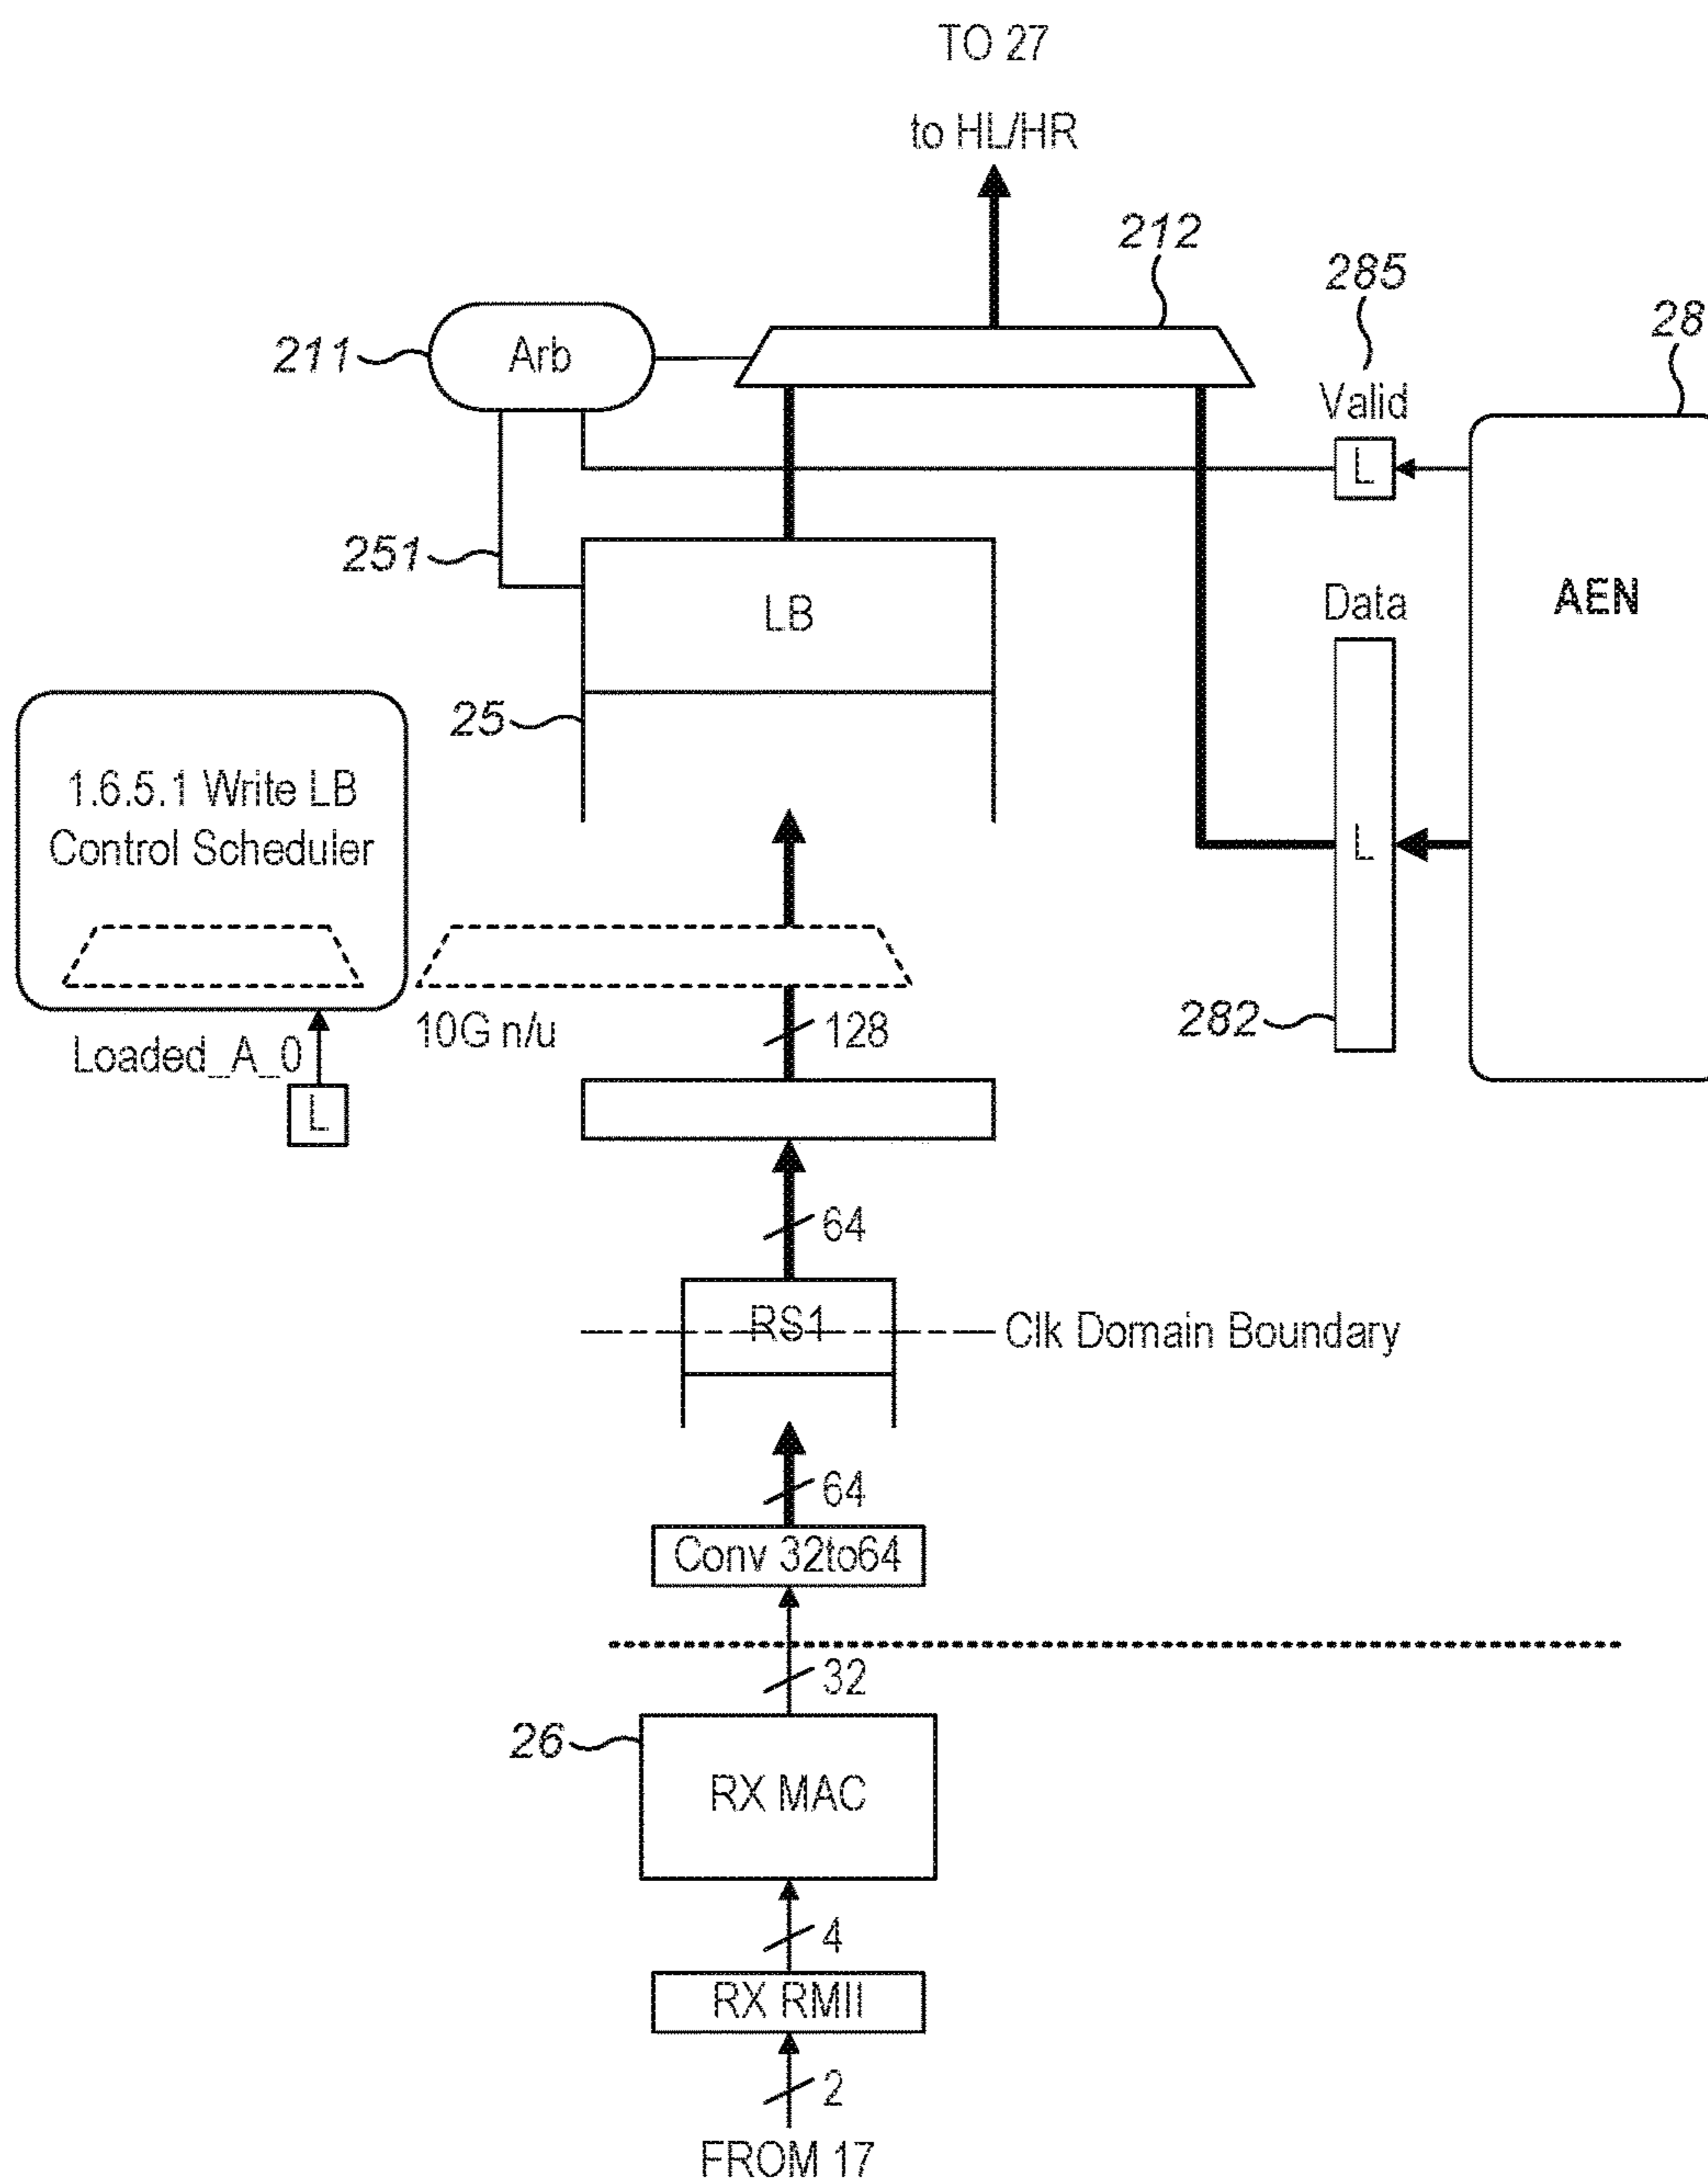 TO 27
to HL/HR
212
285
28
211
Arb
Valid
L
251
LB
Data
AEN
25
1.6.5.1 Write LB
Control Scheduler
L
282
10G n/u
128
Loaded_A_0
L
64
RS1
Clk Domain Boundary
64
Conv 32to64
32
26
RX MAC
4
RX RMII
2
FROM 17